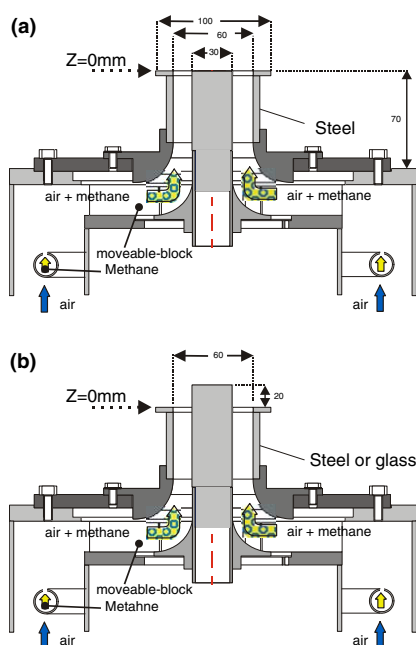 (a)
100
60
30
Z=0mm
Steel
70
air + methane
air + methane
moveable-block
Methane
air
air
(b)
60
Z=0mm
20
Steel or glass
air + methane
air + methane
moveable-block
Metahne
air
air